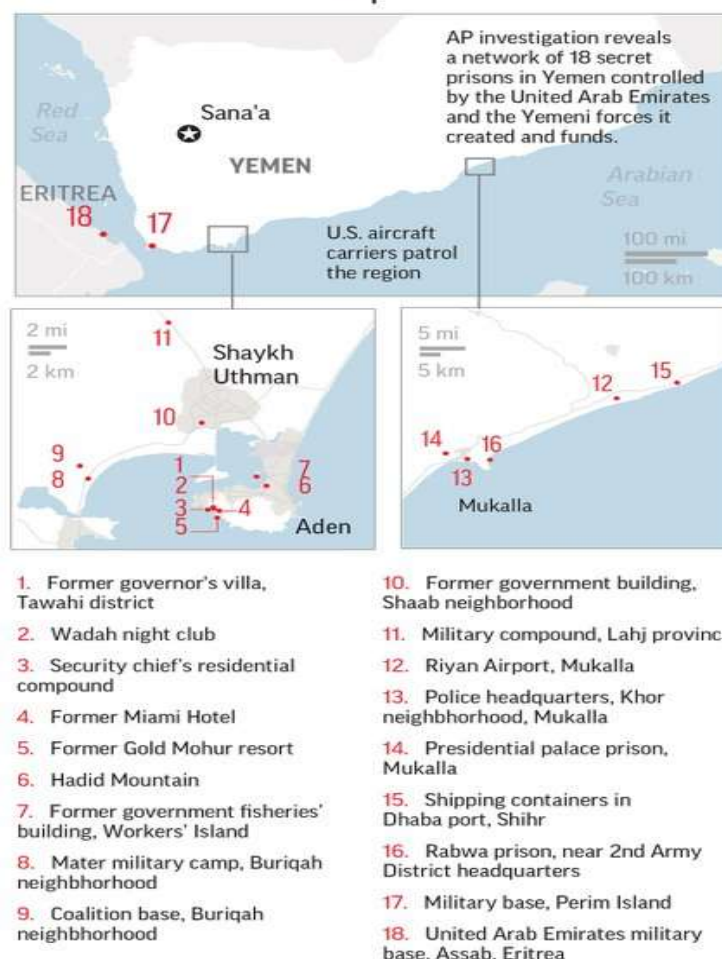 AP investigation reveals
a network of 18 secret
prisons in Yemen controlled
by the United Arab Emirates
and the Yemeni forces it
created and funds.
Red
Sea
Sana'a
YEMEN
Arabian
Sea
ERITREA
18
17
U.S. aircraft
carriers patrol
the region
100 mi
100 km
2 mi
2 km
11
Shaykh
Uthman
10
9
8
1
2
3
4
5
7
6
Aden
5 mi
5 km
12
15
14
16
13
Mukalla
1. Former governor's villa,
Tawahi district
2. Wadah night club
3. Security chief's residential
compound
4. Former Miami Hotel
5. Former Gold Mohur resort
6. Hadid Mountain
7. Former government fisheries'
building, Workers' Island
8. Mater military camp, Buriqah
neighbhorhood
9. Coalition base, Buriqah
neighbhorhood
10. Former government building,
Shaab neighborhood
11. Military compound, Lahj provinc
12. Riyan Airport, Mukalla
13. Police headquarters, Khor
neighbhorhood, Mukalla
14. Presidential palace prison,
Mukalla
15. Shipping containers in
Dhaba port, Shihr
16. Rabwa prison, near 2nd Army
District headquarters
17. Military base, Perim Island
18. United Arab Emirates military
base, Assab, Eritrea